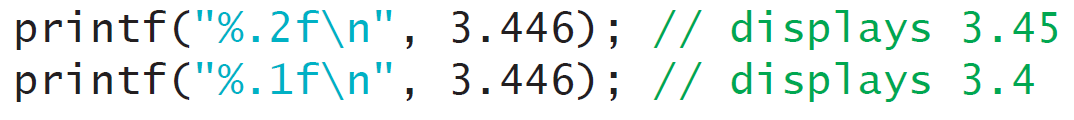 printf("%.2f\n", 3.446); // displays 3.45
printf("%.1f\n", 3.446); // displays 3.4